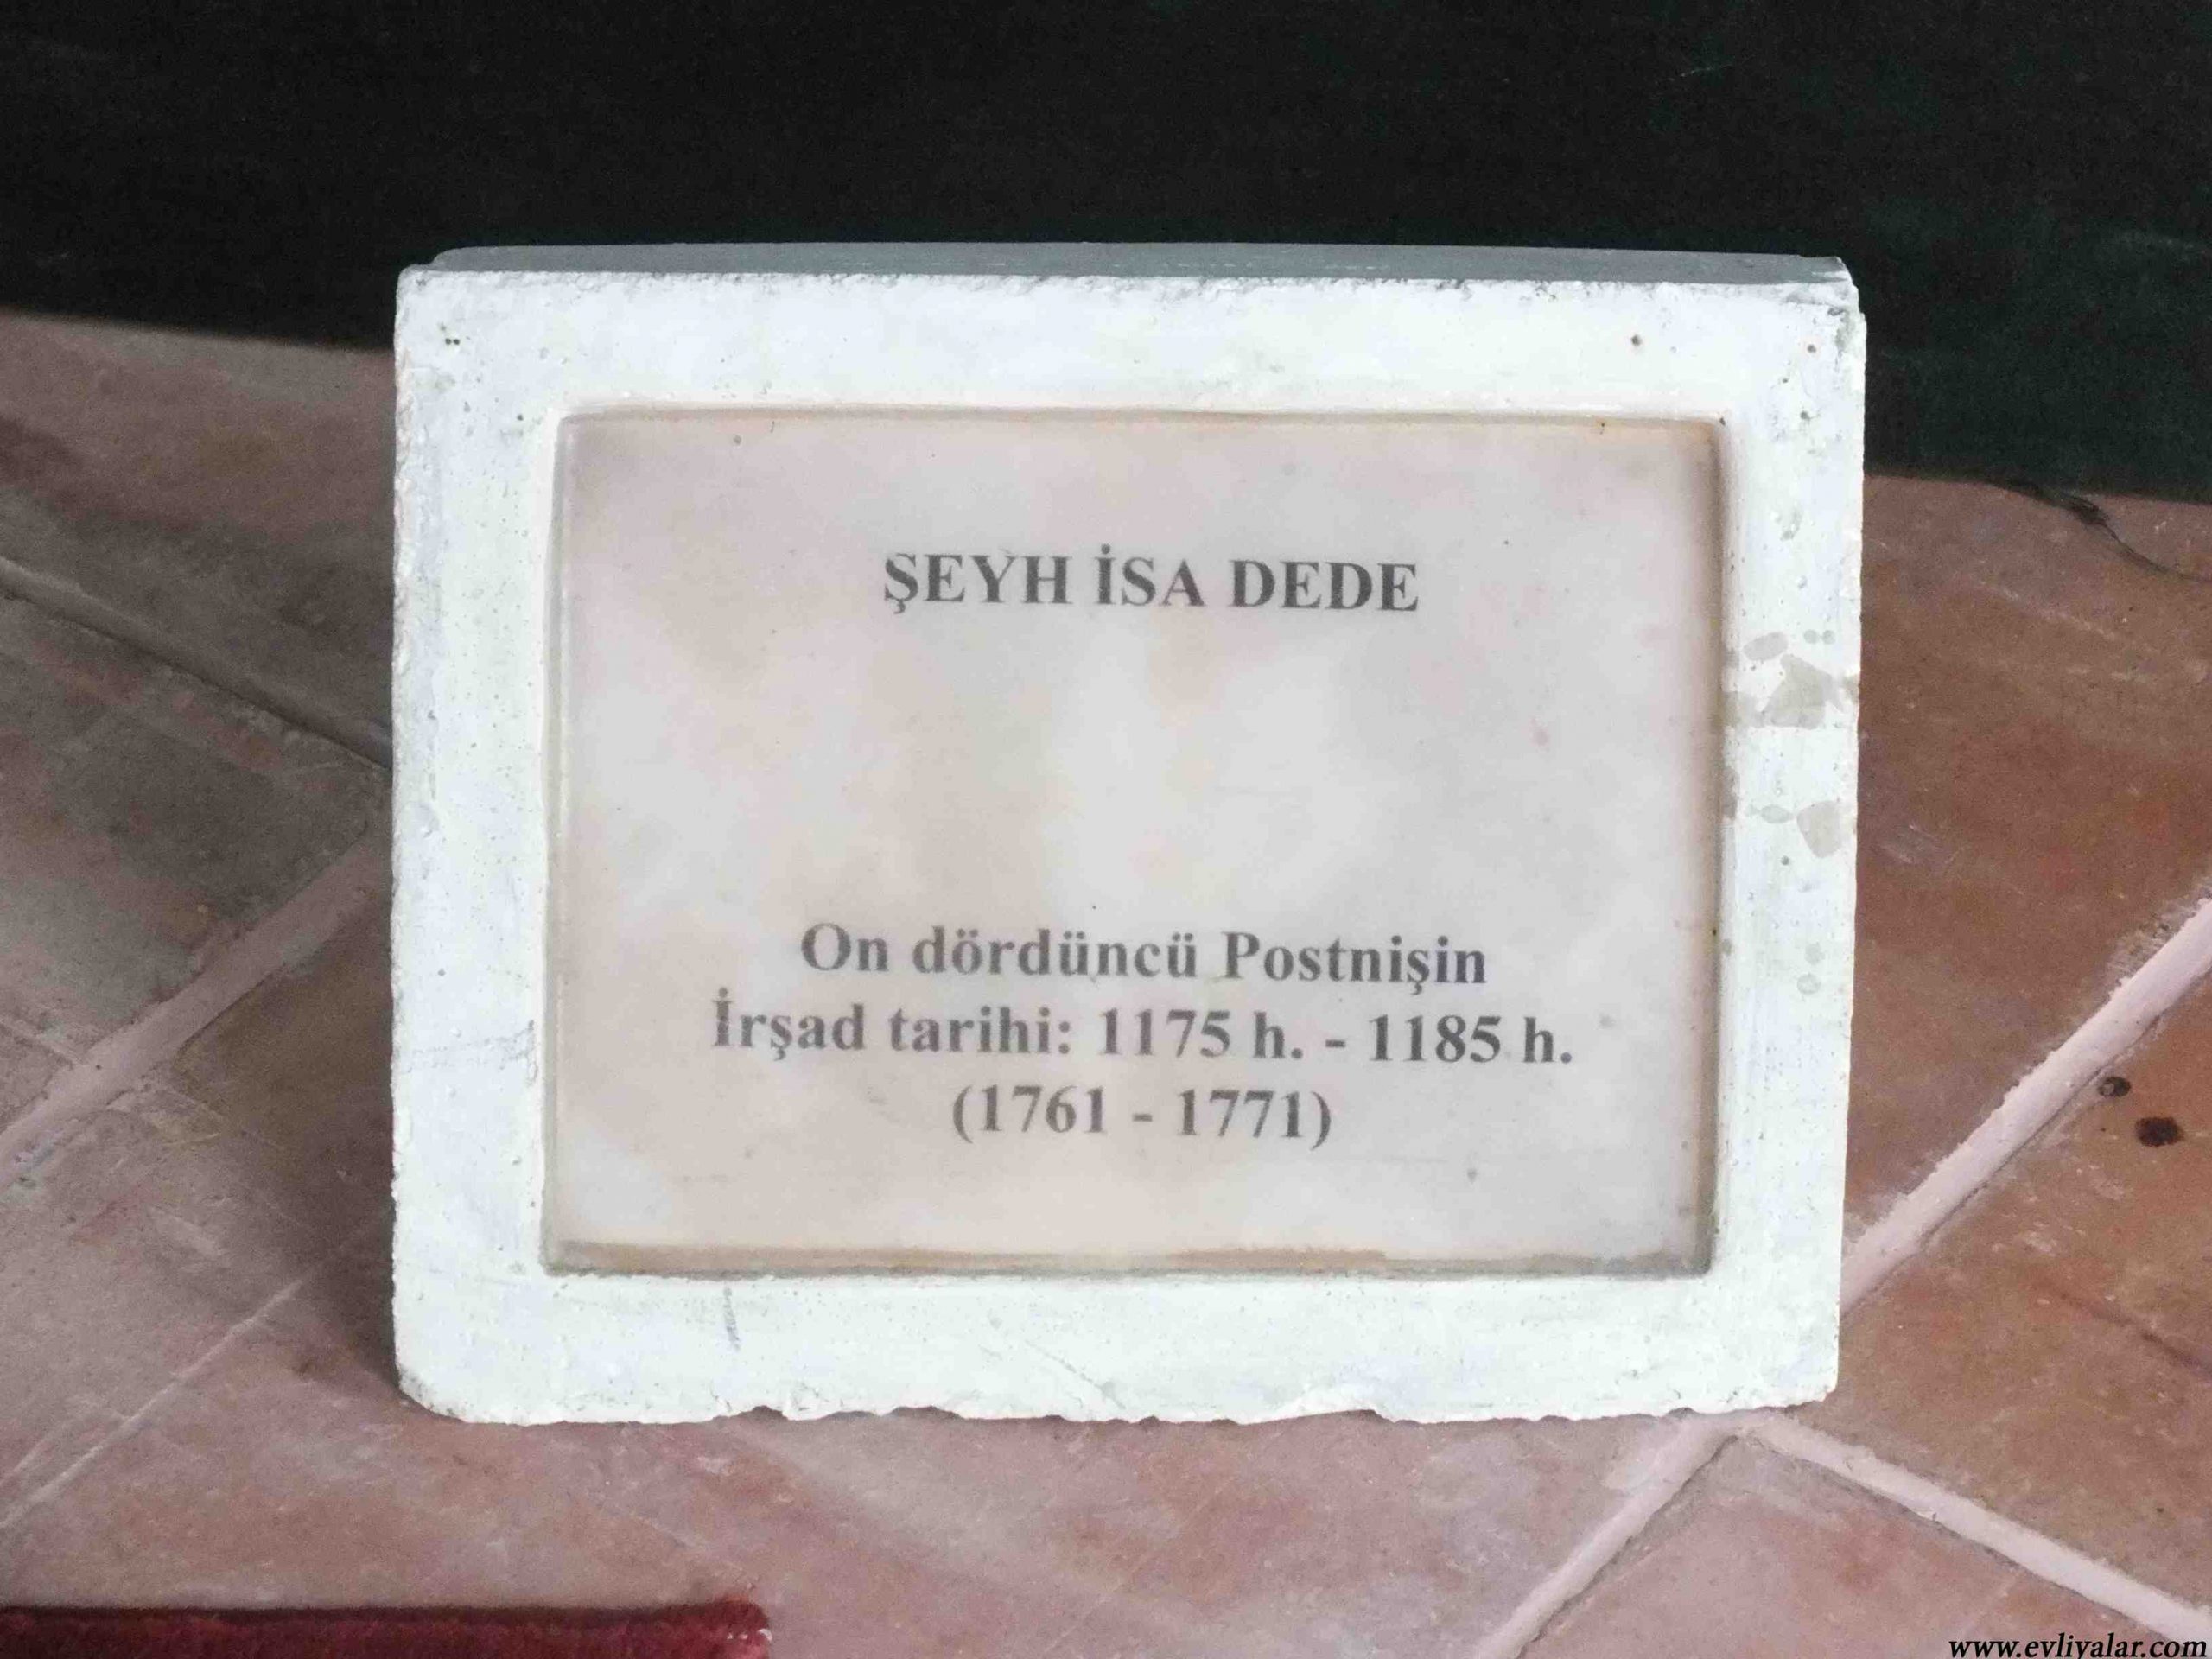 ŞEYH İSA DEDE
On dördüncü Postnişin
İrşad tarihi: 1175 h. - 1185 h.
(1761 - 1771)
www.evliyalar.com